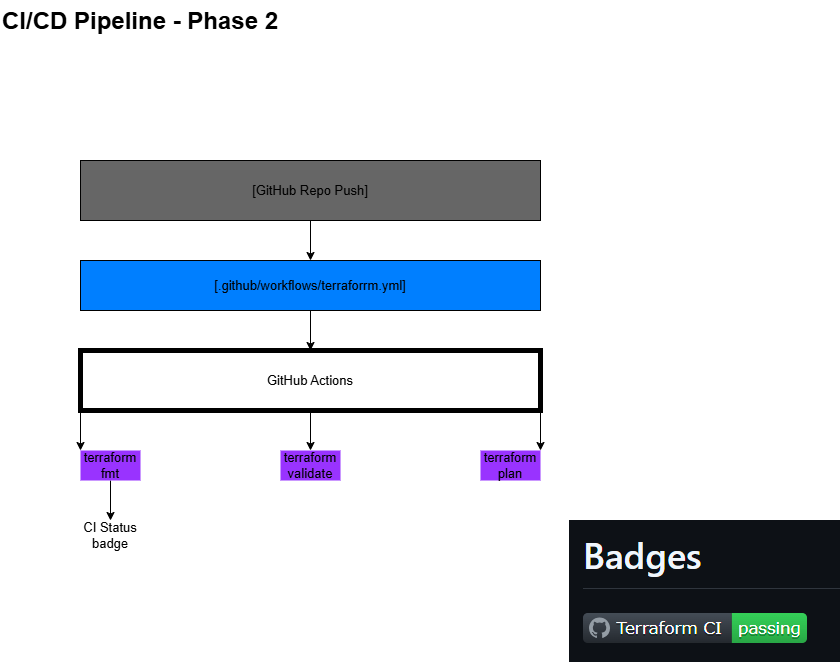 CI/CD Pipeline - Phase 2
[GitHub Repo Push]
[.github/workflows/terraforrm.yml]
GitHub Actions
terraform
fmt
terraform
validate
terraform
plan
CI Status
badge
Badges
Terraform CI passing